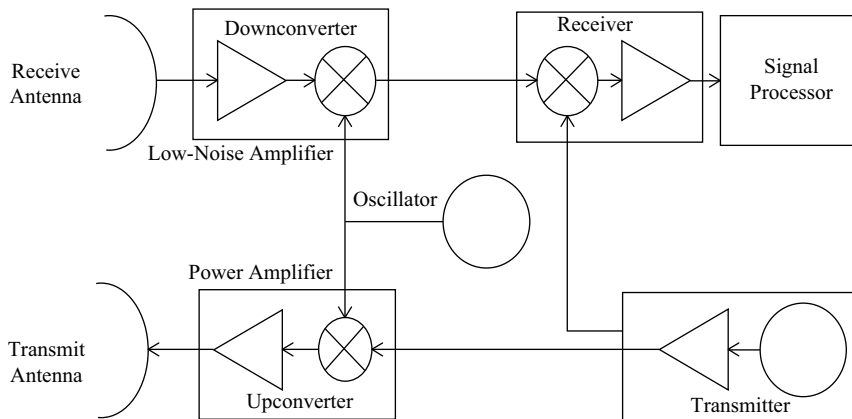 Downconverter
Receiver
Receive
Antenna
Signal
Processor
Low-Noise Amplifier
Oscillator
Power Amplifier
Transmit
Antenna
Upconverter
Transmitter